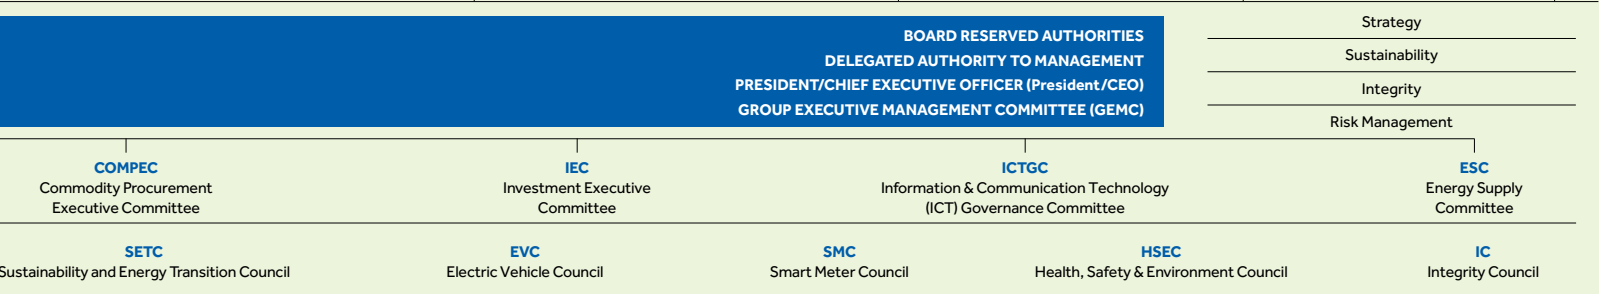 BOARD RESERVED AUTHORITIES
DELEGATED AUTHORITY TO MANAGEMENT
PRESIDENT/CHIEF EXECUTIVE OFFICER (President/CEO)
GROUP EXECUTIVE MANAGEMENT COMMITTEE (GEMC)
Strategy
Sustainability
Integrity
Risk Management
COMPEC
Commodity Procurement
Executive Committee
IEC
Investment Executive
Committee
ICTGC
Information & Communication Technology
(ICT) Governance Committee
ESC
Energy Supply
Committee
SETC
Sustainability and Energy Transition Council
EVC
Electric Vehicle Council
SMC
Smart Meter Council
HSEC
Health, Safety & Environment Council
IC
Integrity Council